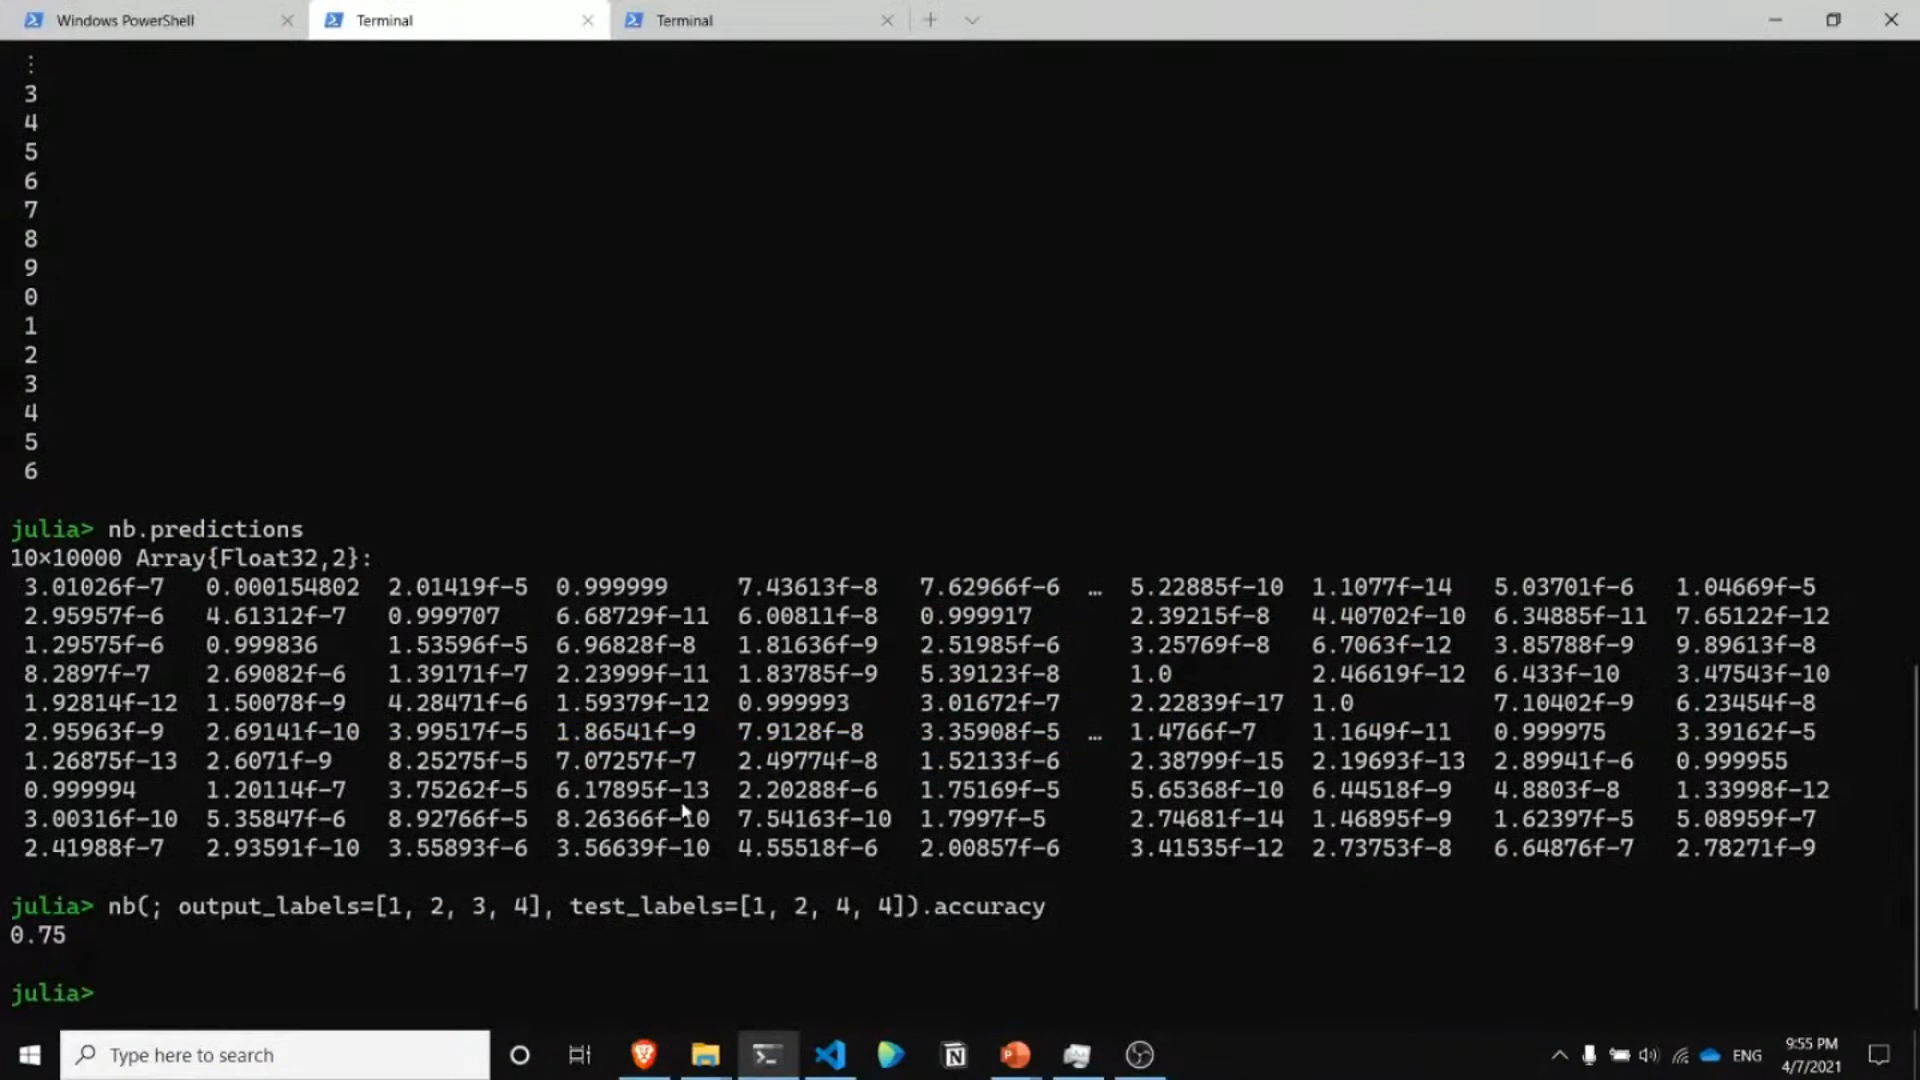 Windows PowerShell
Terminal
Terminal
⋮
3
4
5
6
7
8
9
0
1
2
3
4
5
6
julia> nb.predictions
10×10000 Array{Float32,2}:
3.01026f-7 0.000154802 2.01419f-5 0.999999 7.43613f-8 7.62966f-6 … 5.22885f-10 1.1077f-14 5.03701f-6 1.04669f-5
2.95957f-6 4.61312f-7 0.999707 6.68729f-11 6.00811f-8 0.999917 2.39215f-8 4.40702f-10 6.34885f-11 7.65122f-12
1.29575f-6 0.999836 1.53596f-5 6.96828f-8 1.81636f-9 2.51985f-6 3.25769f-8 6.7063f-12 3.85788f-9 9.89613f-8
8.2897f-7 2.69082f-6 1.39171f-7 2.23999f-11 1.83785f-9 5.39123f-8 1.0 2.46619f-12 6.433f-10 3.47543f-10
1.92814f-12 1.50078f-9 4.28471f-6 1.59379f-12 0.999993 3.01672f-7 2.22839f-17 1.0 7.10402f-9 6.23454f-8
2.95963f-9 2.69141f-10 3.99517f-5 1.86541f-9 7.9128f-8 3.35908f-5 … 1.4766f-7 1.1649f-11 0.999975 3.39162f-5
1.26875f-13 2.6071f-9 8.25275f-5 7.07257f-7 2.49774f-8 1.52133f-6 2.38799f-15 2.19693f-13 2.89941f-6 0.999955
0.999994 1.20114f-7 3.75262f-5 6.17895f-13 2.20288f-6 1.75169f-5 5.65368f-10 6.44518f-9 4.8803f-8 1.33998f-12
3.00316f-10 5.35847f-6 8.92766f-5 8.26366f-10 7.54163f-10 1.7997f-5 2.74681f-14 1.46895f-9 1.62397f-5 5.08959f-7
2.41988f-7 2.93591f-10 3.55893f-6 3.56639f-10 4.55518f-6 2.00857f-6 3.41535f-12 2.73753f-8 6.64876f-7 2.78271f-9
julia> nb(; output_labels=[1, 2, 3, 4], test_labels=[1, 2, 4, 4]).accuracy
0.75
julia>
Type here to search
ENG
9:55 PM
4/7/2021